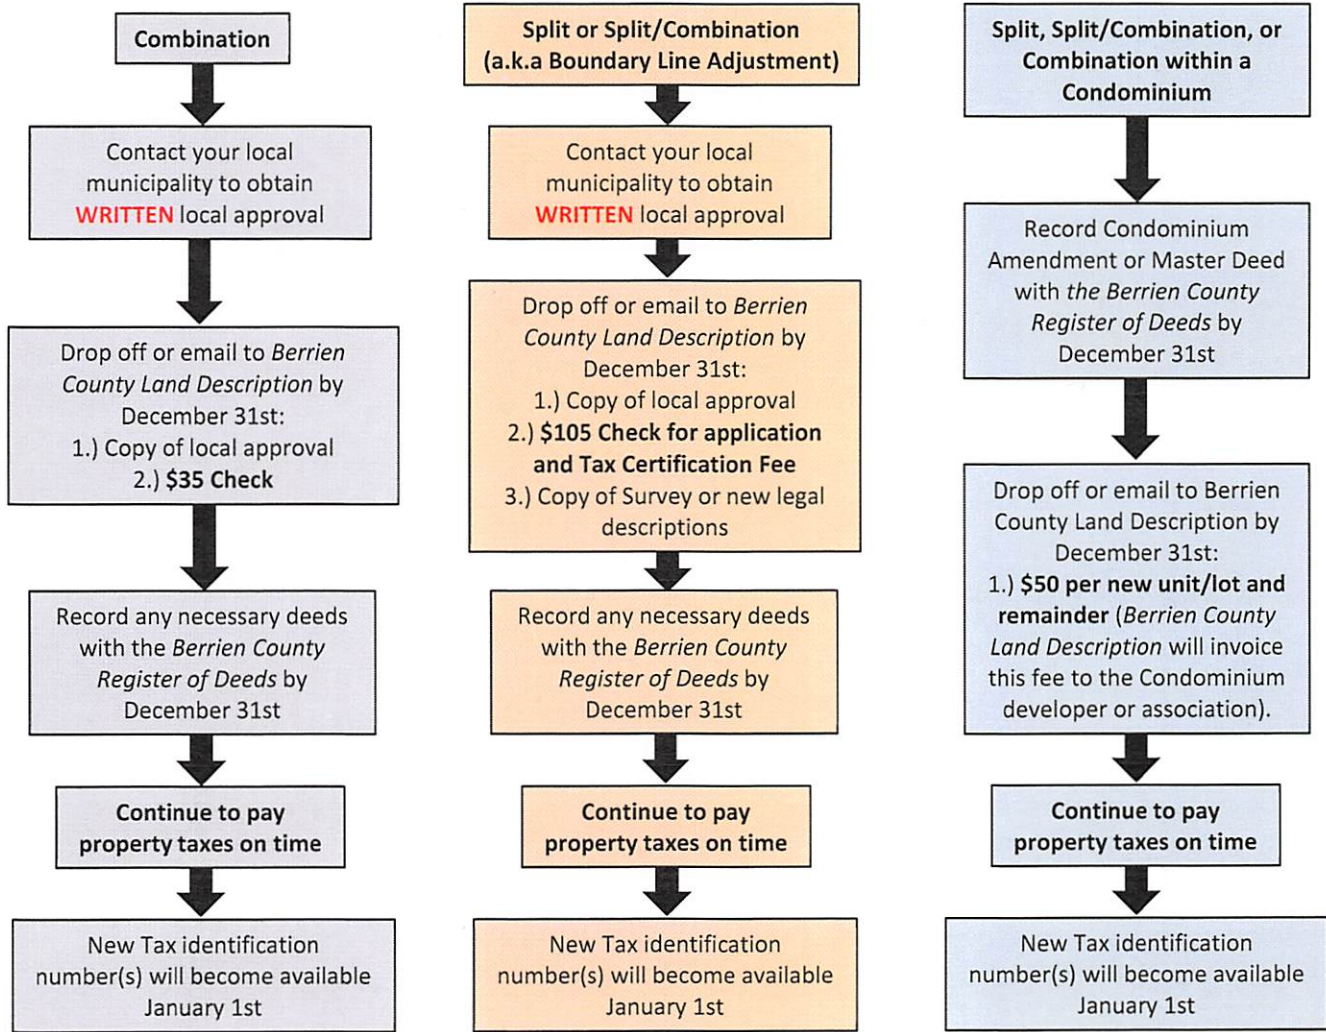 Combination
Contact your local
municipality to obtain
WRITTEN local approval
Drop off or email to Berrien
County Land Description by
December 31st:
1.) Copy of local approval
2.) $35 Check
Record any necessary deeds
with the Berrien County
Register of Deeds by
December 31st
Continue to pay
property taxes on time
New Tax identification
number(s) will become available
January 1st
Split or Split/Combination
(a.k.a Boundary Line Adjustment)
Contact your local
municipality to obtain
WRITTEN local approval
Drop off or email to Berrien
County Land Description by
December 31st:
1.) Copy of local approval
2.) $105 Check for application
and Tax Certification Fee
3.) Copy of Survey or new legal
descriptions
Record any necessary deeds
with the Berrien County
Register of Deeds by
December 31st
Continue to pay
property taxes on time
New Tax identification
number(s) will become available
January 1st
Split, Split/Combination, or
Combination within a
Condominium
Record Condominium
Amendment or Master Deed
with the Berrien County
Register of Deeds by
December 31st
Drop off or email to Berrien
County Land Description by
December 31st:
1.) $50 per new unit/lot and
remainder (Berrien County
Land Description will invoice
this fee to the Condominium
developer or association).
Continue to pay
property taxes on time
New Tax identification
number(s) will become available
January 1st